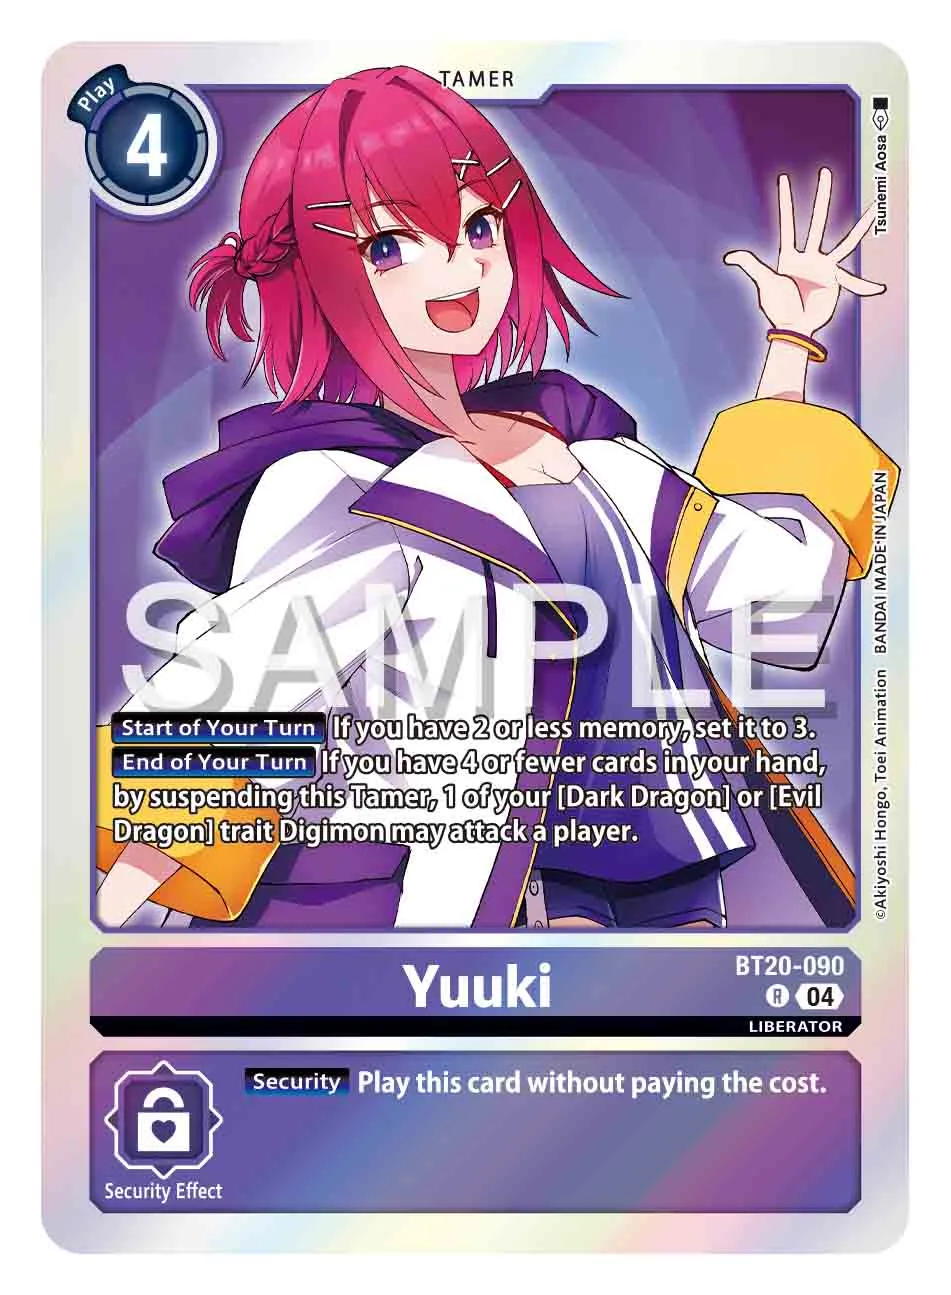 TAMER
Play
4
Tsunemi Aosa
BANDAI MADE IN JAPAN
©Akiyoshi Hongo, Toei Animation
SAMPLE
Start of Your Turn If you have 2 or less memory, set it to 3.
End of Your Turn If you have 4 or fewer cards in your hand,
by suspending this Tamer, 1 of your [Dark Dragon] or [Evil
Dragon] trait Digimon may attack a player.
Yuuki
BT20-090
R 04
LIBERATOR
Security Play this card without paying the cost.
Security Effect